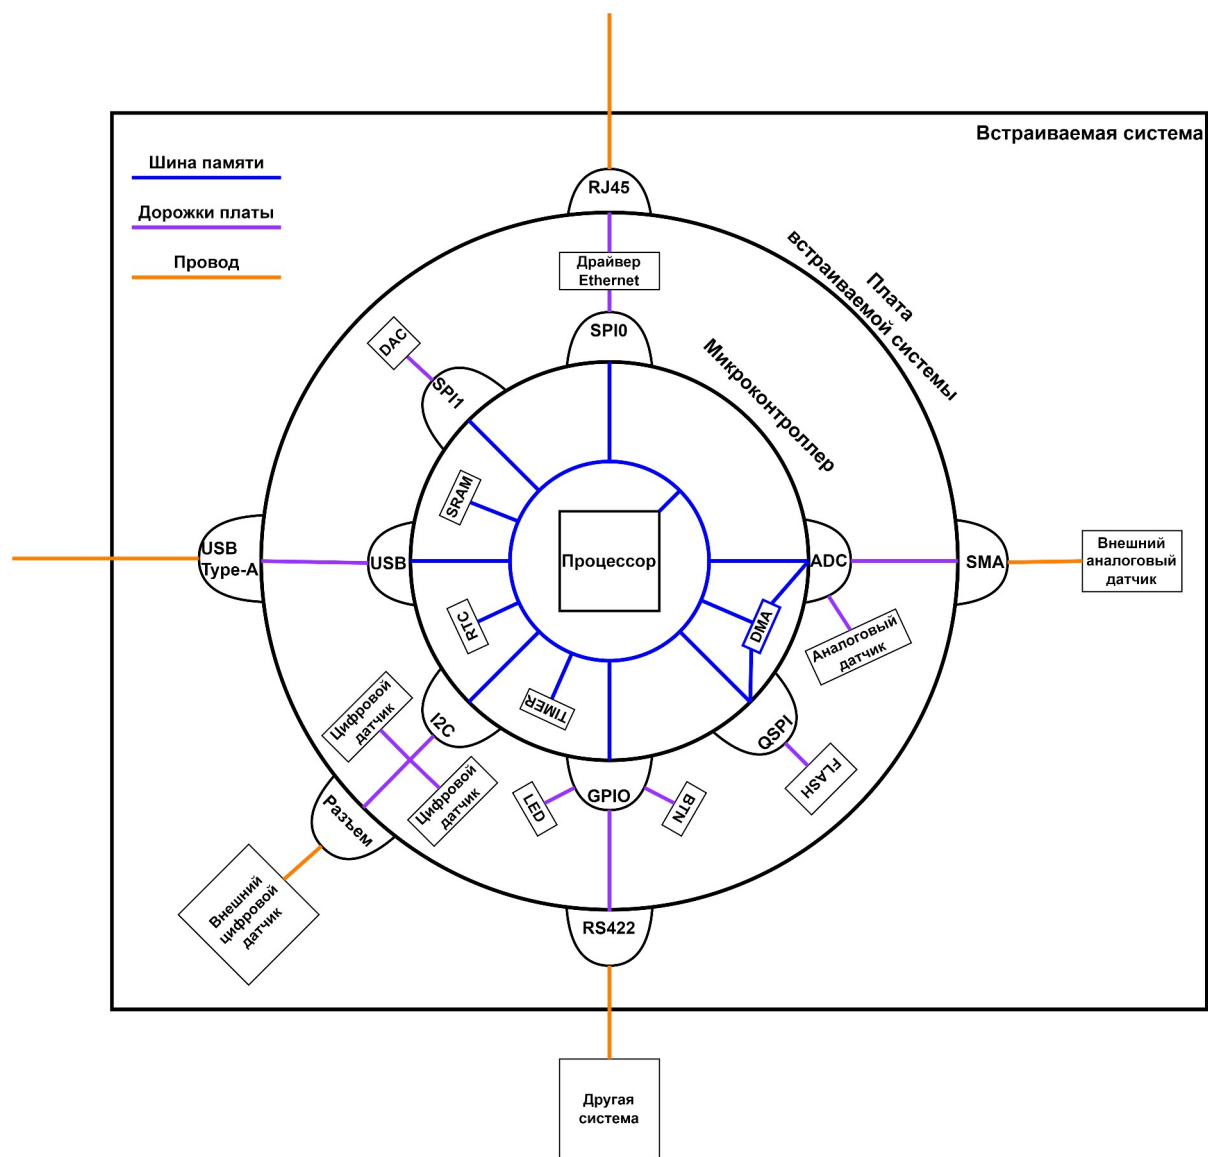 Встраиваемая система
Шина памяти
Дорожки платы
Провод
RJ45
Плата
встраиваемой системы
Драйвер
Ethernet
SPI0
Микроконтроллер
DAC
SPI1
SRAM
USB
Type-A
USB
Процессор
ADC
SMA
Внешний
аналоговый
датчик
RTC
DMA
Аналоговый
датчик
TIMER
I2C
QSPI
Цифровой
датчик
Цифровой
датчик
FLASH
LED
GPIO
BTN
Разъем
Внешний
цифровой
датчик
RS422
Другая
система